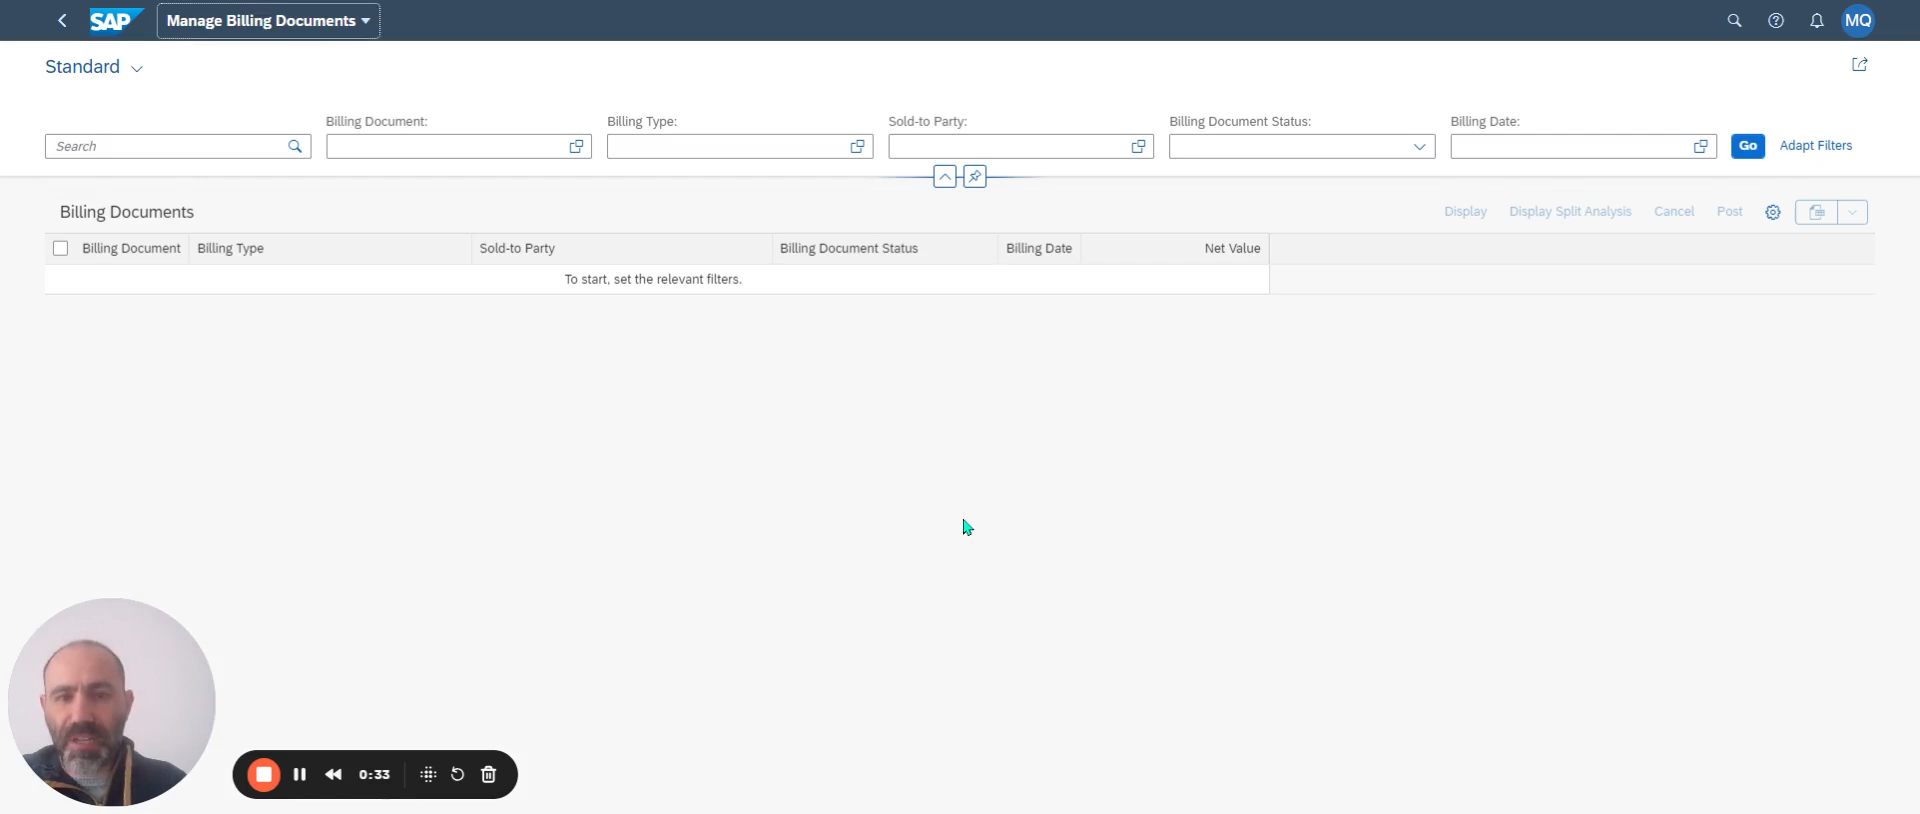 SAP Manage Billing Documents MQ
Standard
Billing Document: Billing Type: Sold-to Party: Billing Document Status: Billing Date:
Search Go Adapt Filters
Billing Documents Display Display Split Analysis Cancel Post
Billing Document Billing Type Sold-to Party Billing Document Status Billing Date Net Value
To start, set the relevant filters.
0:33